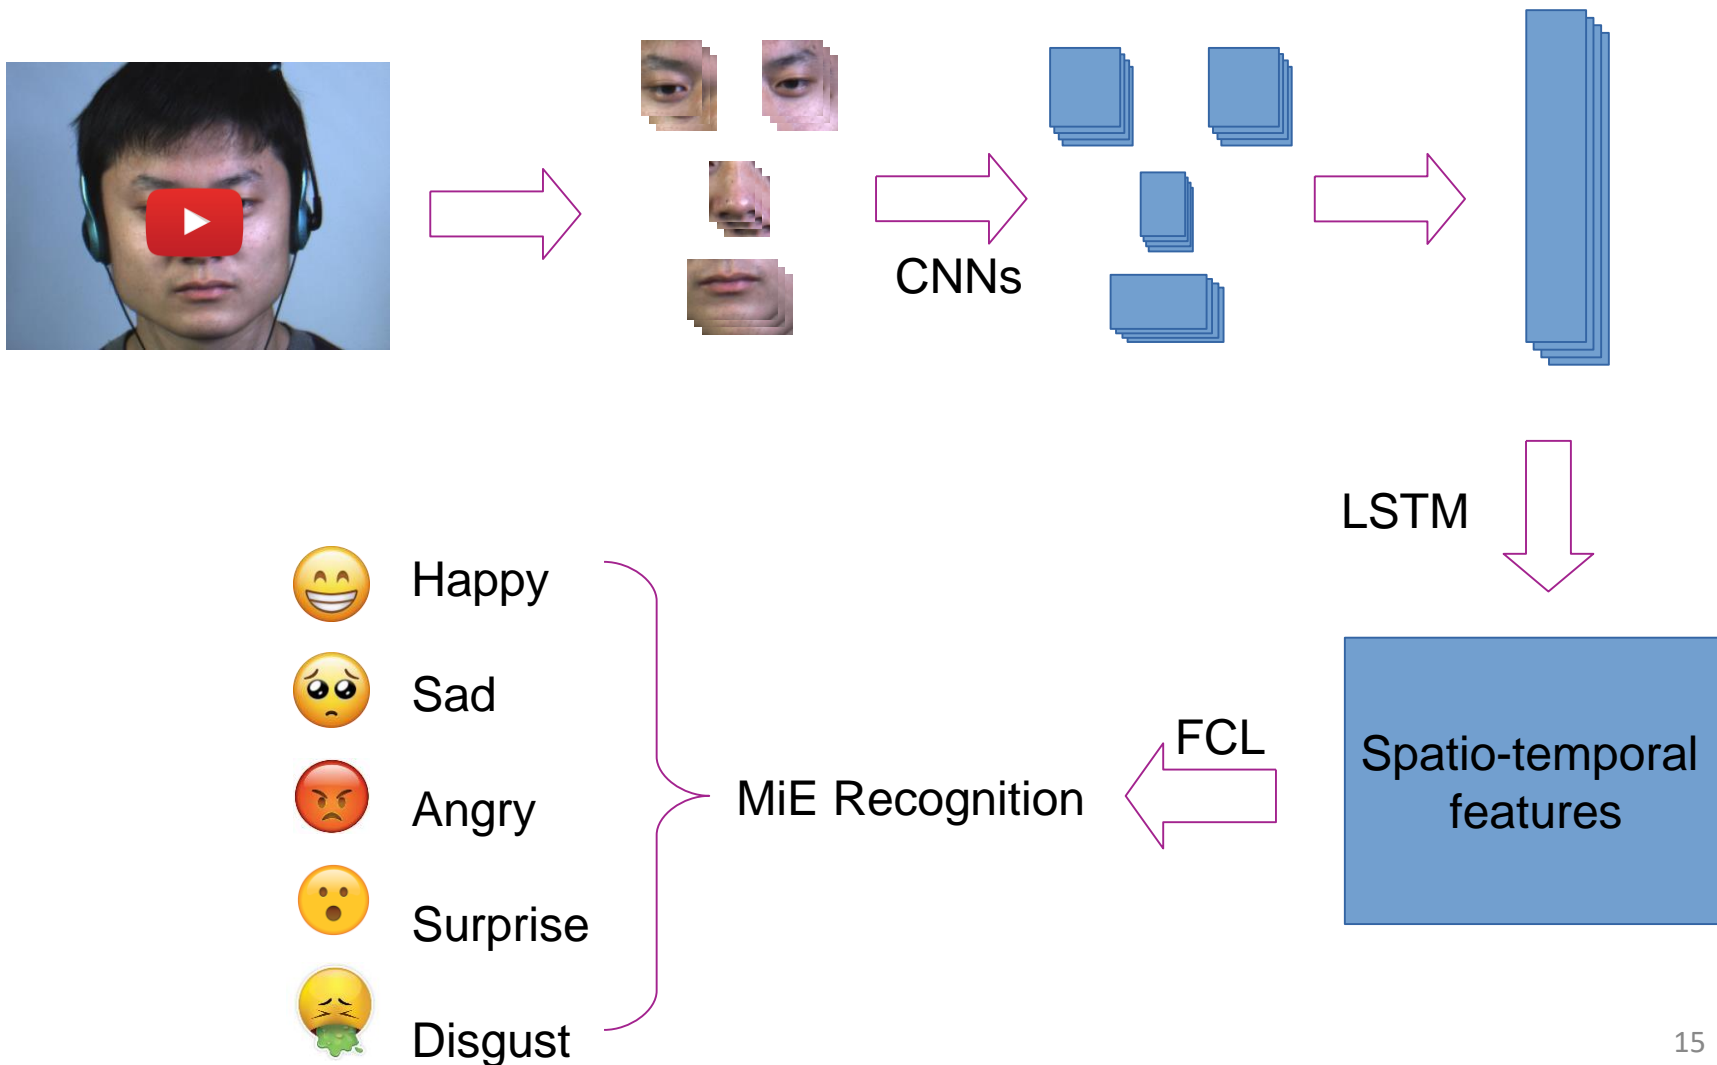 CNNs
LSTM
Spatio-temporal
features
FCL
MiE Recognition
Happy
Sad
Angry
Surprise
Disgust
15